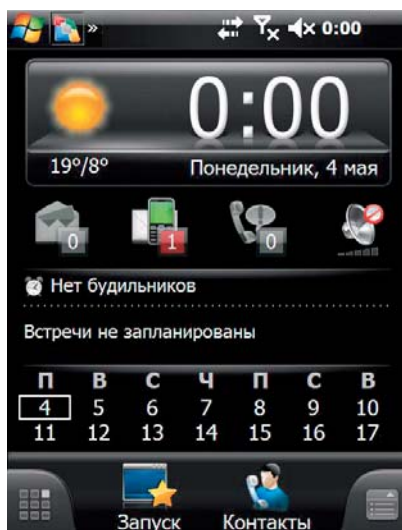 » 0:00
0:00
19°/8° Понедельник, 4 мая
0 1 0
Нет будильников
Встречи не запланированы
П В С Ч П С В
4 5 6 7 8 9 10
11 12 13 14 15 16 17
Запуск Контакты